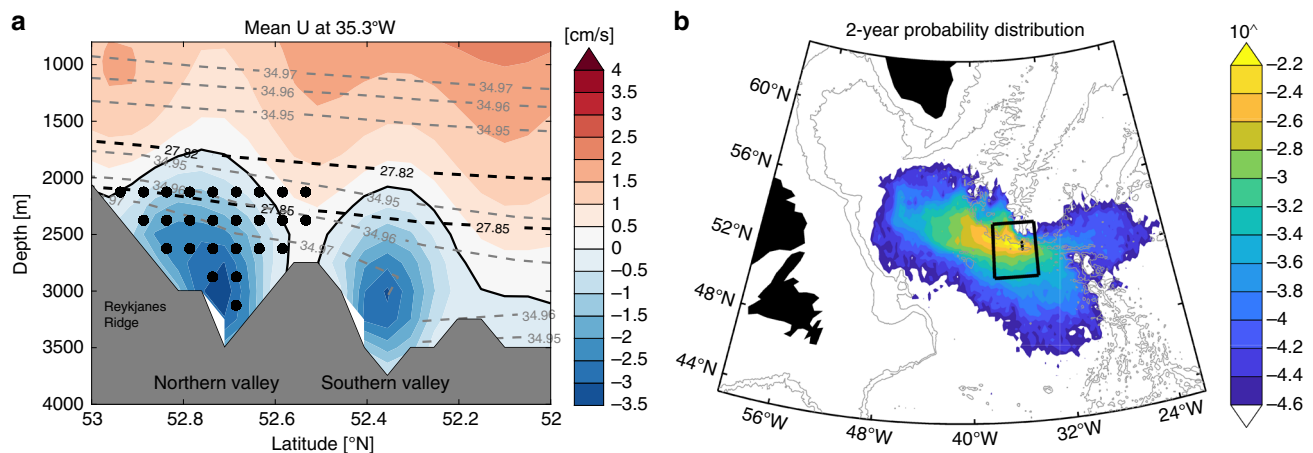 a
Mean U at 35.3°W
[cm/s]
1000
1500
2000
2500
3000
3500
4000
Depth [m]
53
52.8
52.6
52.4
52.2
52
Latitude [°N]
34.97
34.97
34.96
34.96
34.95
34.95
27.82
27.82
34.95
34.95
34.96
34.96
27.85
27.85
34.97
34.97
34.96
34.95
Reykjanes
Ridge
Northern valley
Southern valley
4
3.5
3
2.5
2
1.5
1
0.5
0
−0.5
−1
−1.5
−2
−2.5
−3
−3.5
b
2-year probability distribution
10^
60°N
56°N
52°N
48°N
44°N
56°W
48°W
40°W
32°W
24°W
−2.2
−2.4
−2.6
−2.8
−3
−3.2
−3.4
−3.6
−3.8
−4
−4.2
−4.4
−4.6